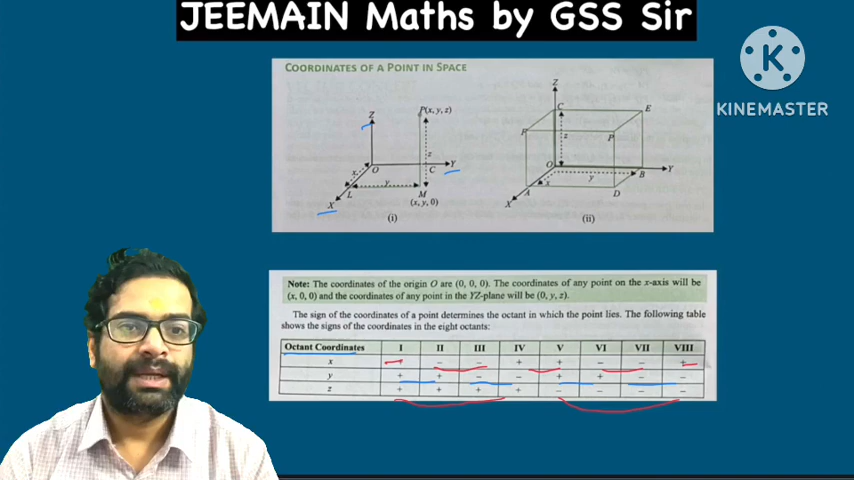 JEEMAIN Maths by GSS Sir
KINEMASTER
COORDINATES OF A POINT IN SPACE
Z
P(x, y, z)
z
Y
x
O
y
C
L
X
M
(x, y, 0)
(i)
Z
C
E
F
P
z
O
Y
B
y
x
A
D
X
(ii)
Note: The coordinates of the origin O are (0, 0, 0). The coordinates of any point on the x-axis will be
(x, 0, 0) and the coordinates of any point in the YZ-plane will be (0, y, z).
The sign of the coordinates of a point determines the octant in which the point lies. The following table
shows the signs of the coordinates in the eight octants:
Octant Coordinates I II III IV V VI VII VIII
x + – – + + – – +
y + + – – + + – –
z + + + + – – – –